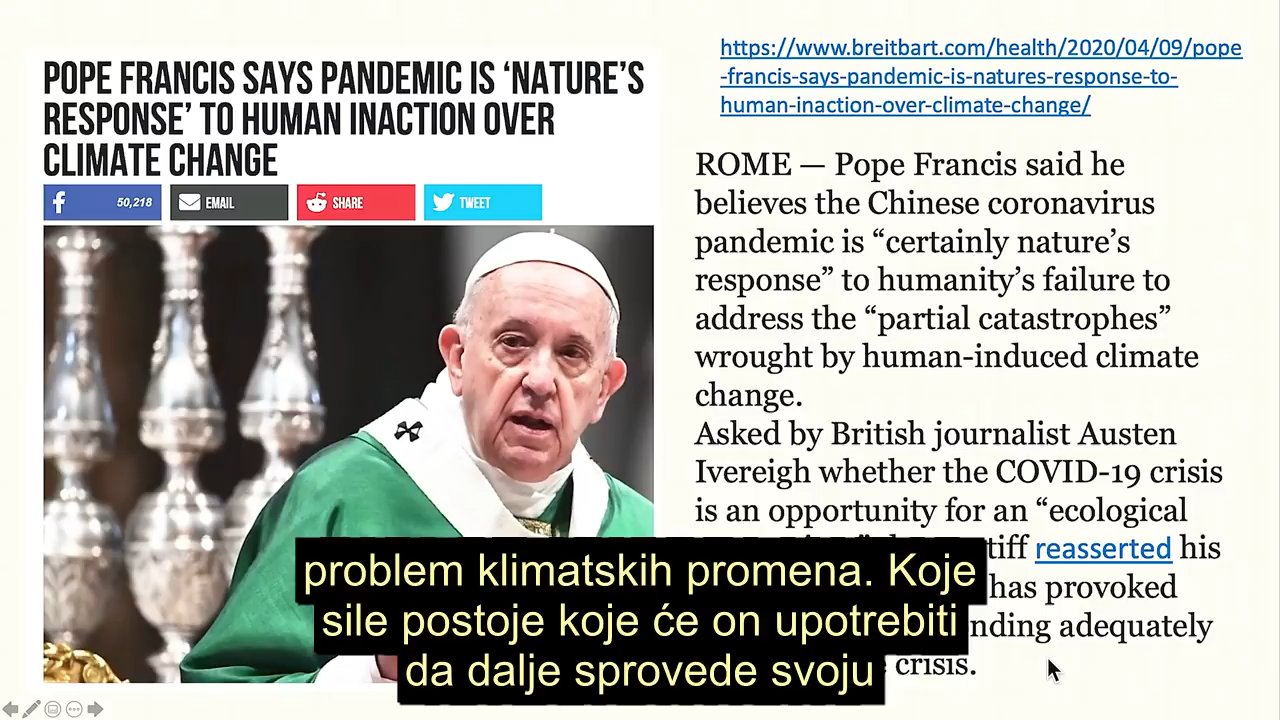 POPE FRANCIS SAYS PANDEMIC IS ‘NATURE’S
RESPONSE’ TO HUMAN INACTION OVER
CLIMATE CHANGE
50,218
EMAIL
SHARE
TWEET
https://www.breitbart.com/health/2020/04/09/pope
-francis-says-pandemic-is-natures-response-to-
human-inaction-over-climate-change/
ROME — Pope Francis said he
believes the Chinese coronavirus
pandemic is “certainly nature’s
response” to humanity’s failure to
address the “partial catastrophes”
wrought by human-induced climate
change.
Asked by British journalist Austen
Ivereigh whether the COVID-19 crisis
is an opportunity for an “ecological
reasserted his
has provoked
adequately
crisis.
problem klimatskih promena. Koje
sile postoje koje će on upotrebiti
da dalje sprovede svoju